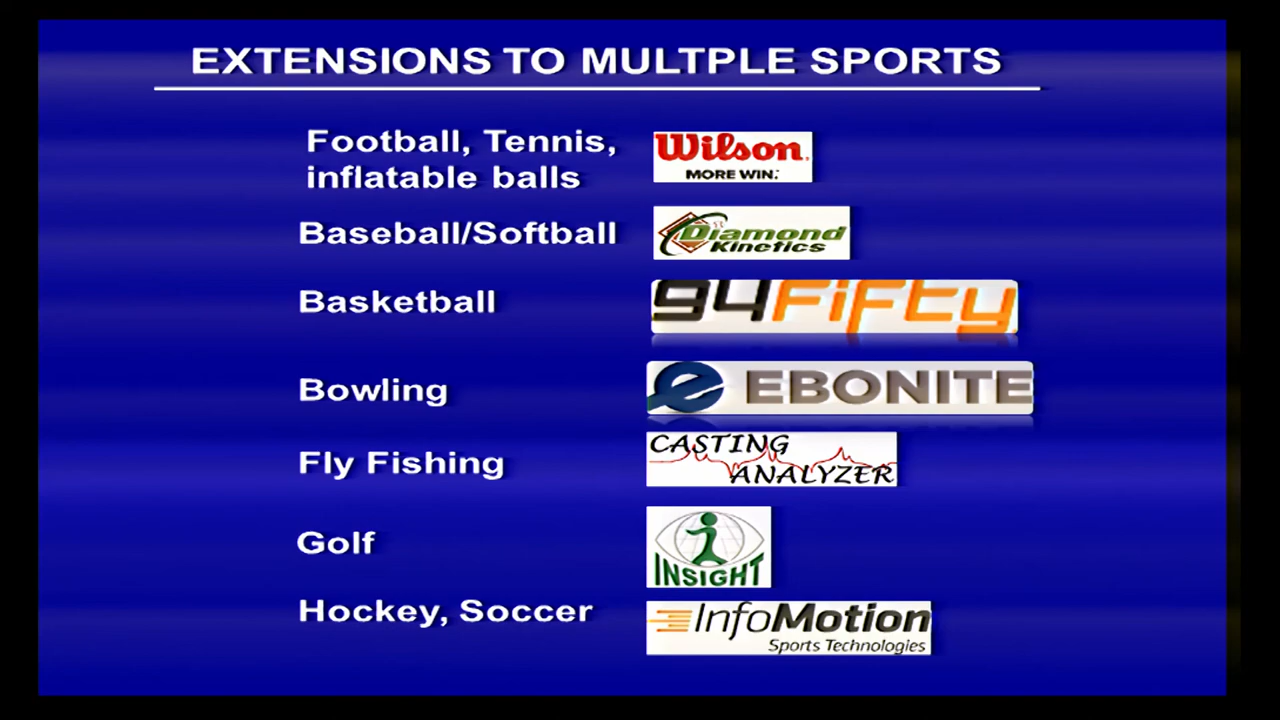 EXTENSIONS TO MULTPLE SPORTS
Football, Tennis,
inflatable balls
Wilson®
MORE WIN.™
Baseball/Softball
Diamond
Kinetics
Basketball
94FiFty
Bowling
e EBONITE
Fly Fishing
CASTING
ANALYZER
Golf
INSIGHT
Hockey, Soccer
InfoMotion
Sports Technologies